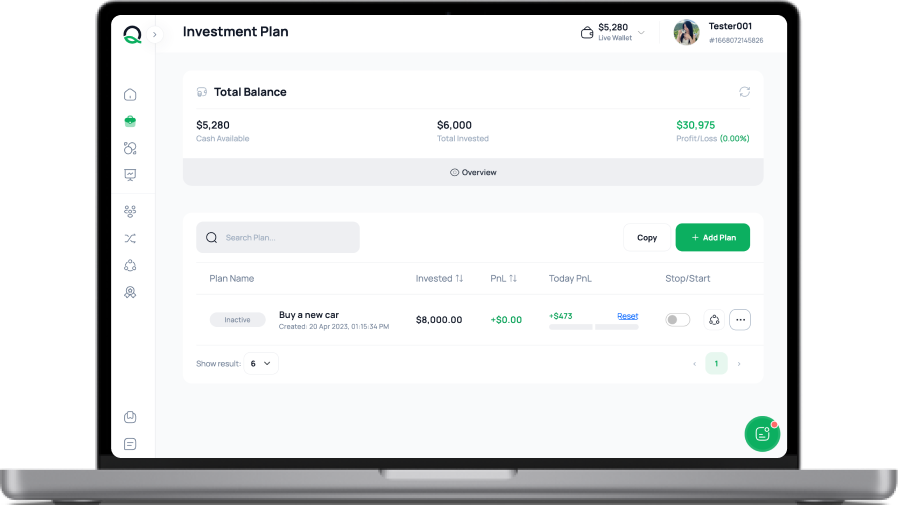 Investment Plan
$5,280
Live Wallet
Tester001
#1668072145826
Total Balance
$5,280
Cash Available
$6,000
Total Invested
$30,975
Profit/Loss (0.00%)
Overview
Search Plan...
Copy
+ Add Plan
Plan Name
Invested
PnL
Today PnL
Stop/Start
Inactive
Buy a new car
Created: 20 Apr 2023, 01:15:34 PM
$8,000.00
+$0.00
+$473
Reset
Show result: 6
1